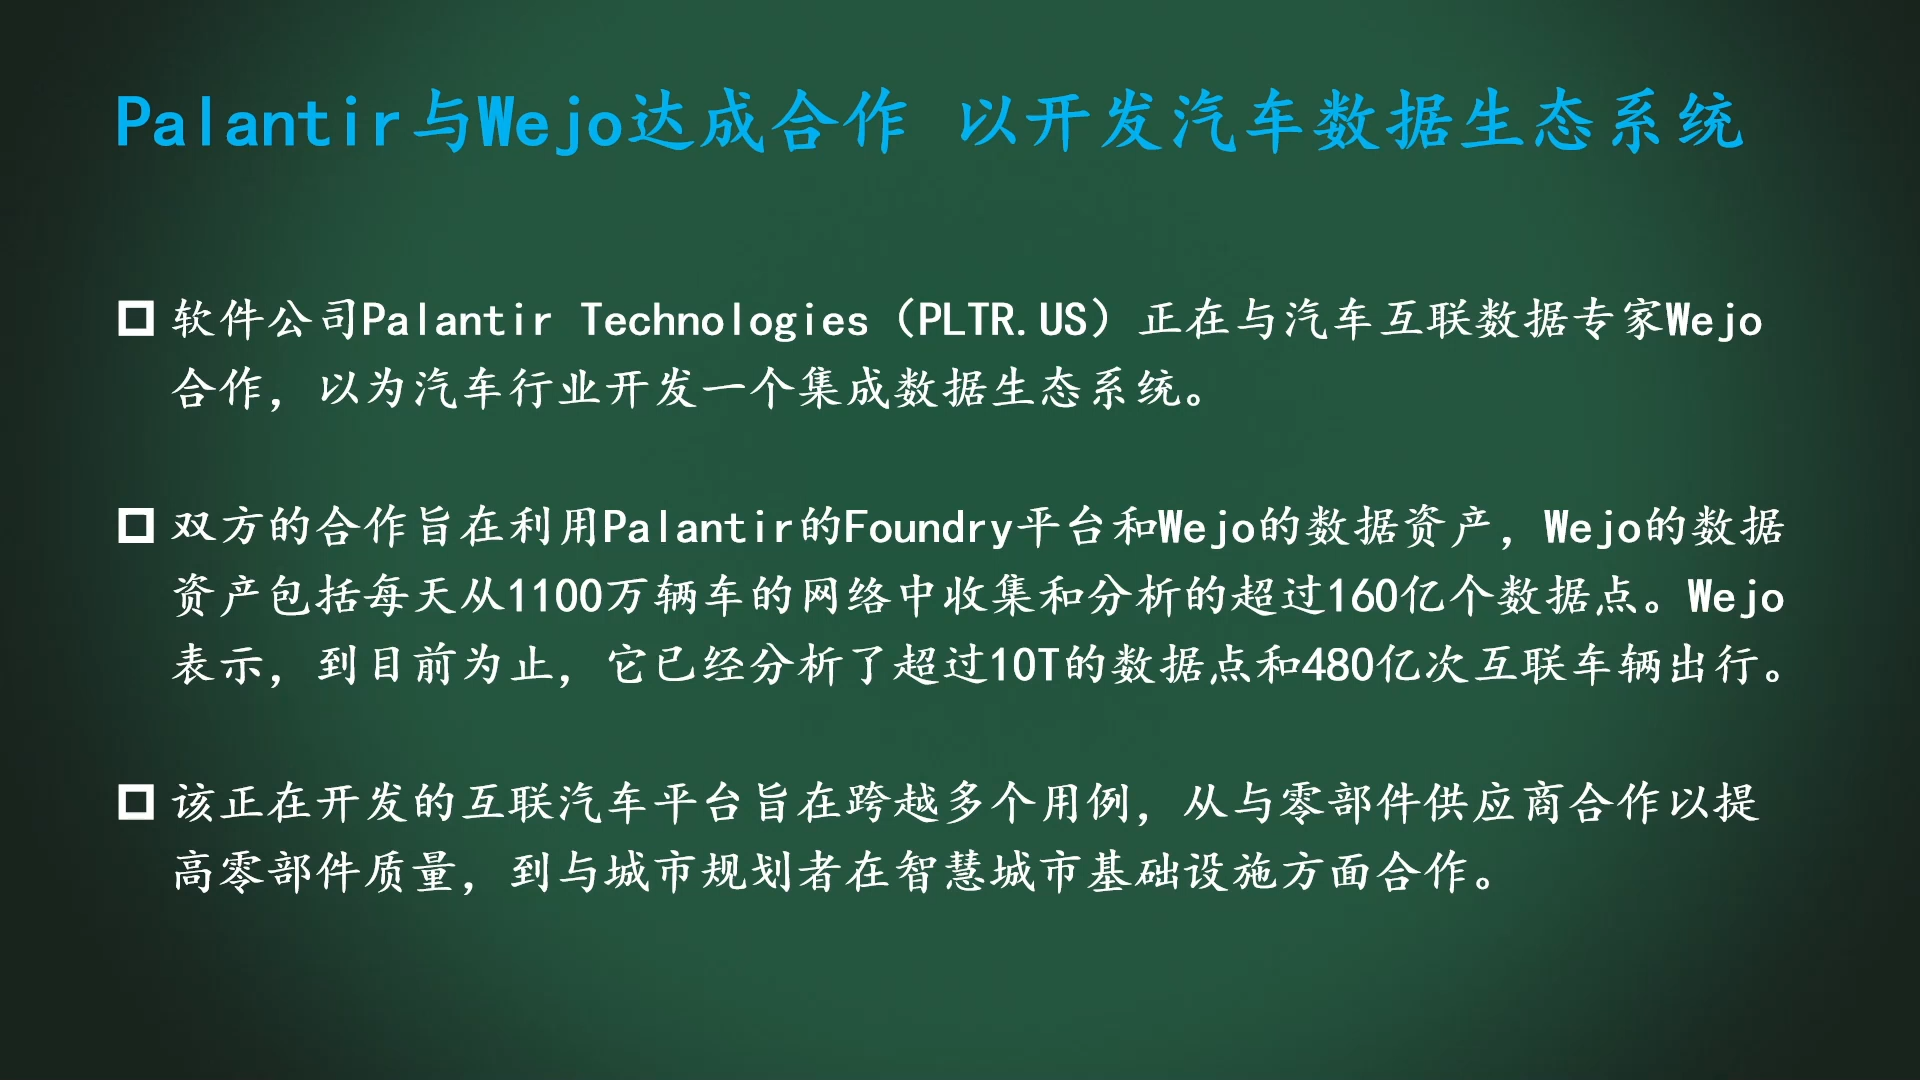 Palantir与Wejo达成合作 以开发汽车数据生态系统
软件公司Palantir Technologies（PLTR.US）正在与汽车互联数据专家Wejo
合作，以为汽车行业开发一个集成数据生态系统。
双方的合作旨在利用Palantir的Foundry平台和Wejo的数据资产，Wejo的数据
资产包括每天从1100万辆车的网络中收集和分析的超过160亿个数据点。Wejo
表示，到目前为止，它已经分析了超过10T的数据点和480亿次互联车辆出行。
该正在开发的互联汽车平台旨在跨越多个用例，从与零部件供应商合作以提
高零部件质量，到与城市规划者在智慧城市基础设施方面合作。